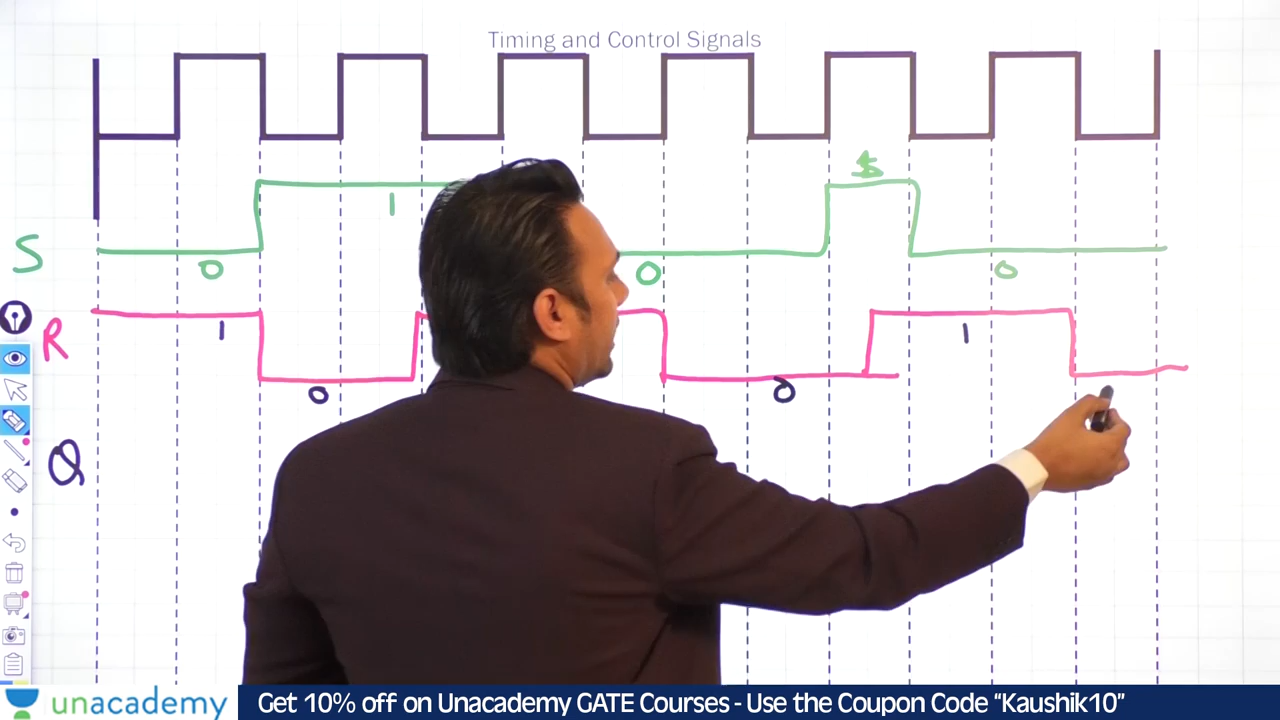 Timing and Control Signals
1
S
0
0
0
R
1
1
0
0
Q
unacademy
Get 10% off on Unacademy GATE Courses - Use the Coupon Code “Kaushik10”